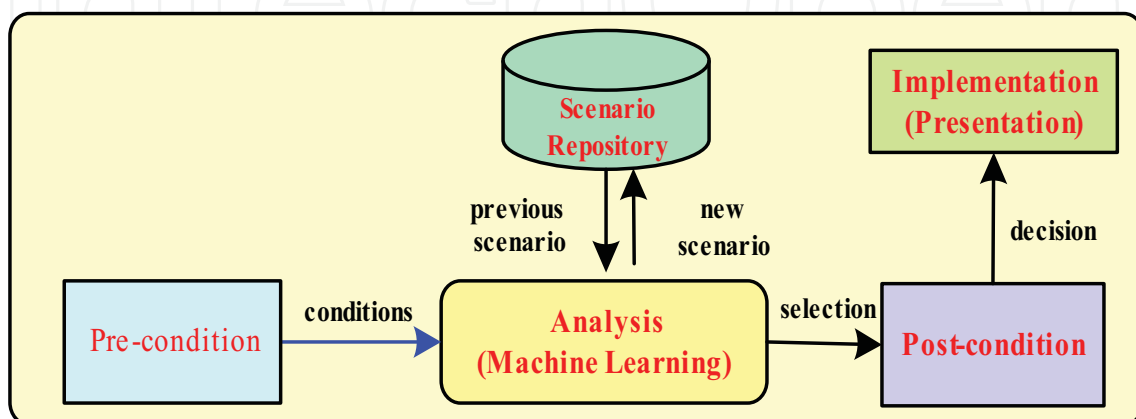 Scenario
Repository
Implementation
(Presentation)
previous
scenario
new
scenario
decision
Pre-condition
conditions
Analysis
(Machine Learning)
selection
Post-condition